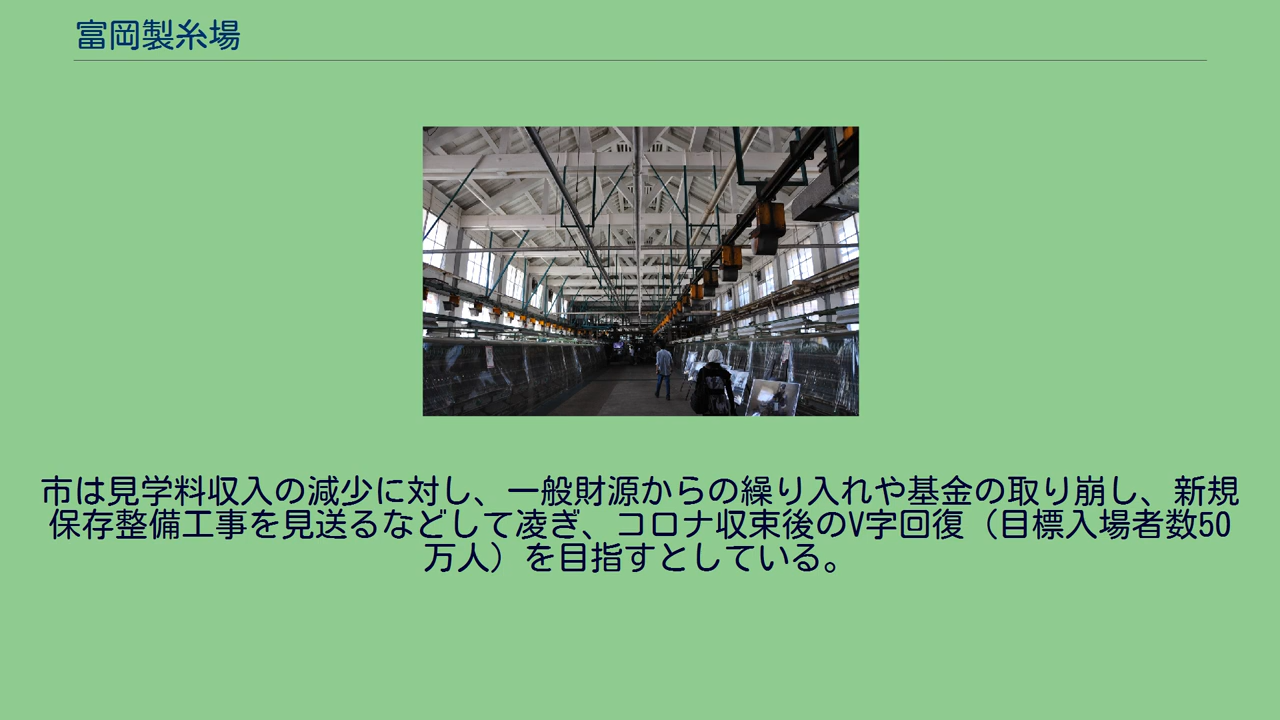 富岡製糸場
市は見学料収入の減少に対し、一般財源からの繰り入れや基金の取り崩し、新規
保存整備工事を見送るなどして凌ぎ、コロナ収束後のV字回復（目標入場者数50
万人）を目指すとしている。